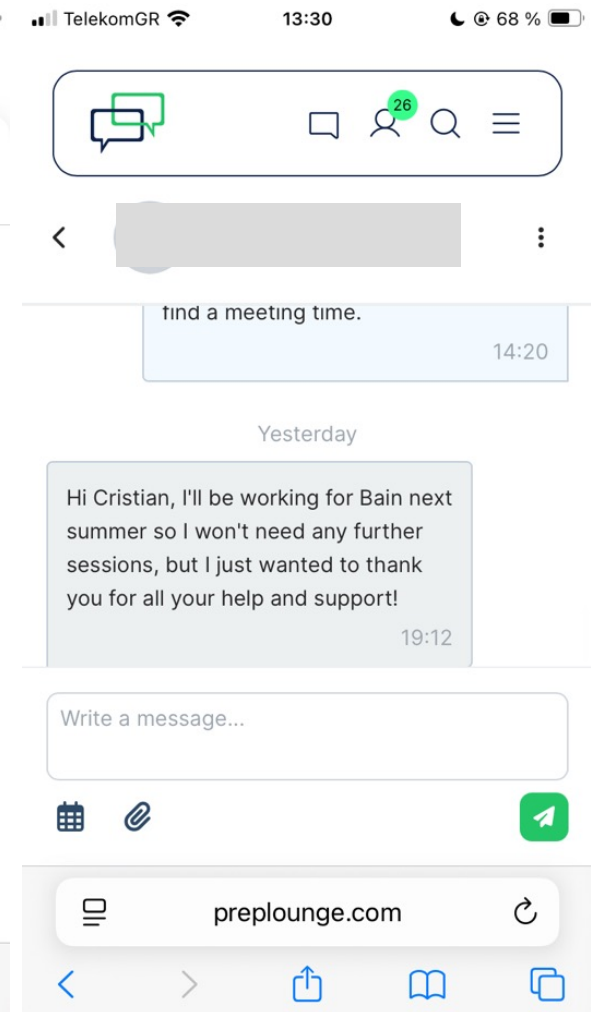 TelekomGR
13:30
68 %
26
find a meeting time.
14:20
Yesterday
Hi Cristian, I'll be working for Bain next
summer so I won't need any further
sessions, but I just wanted to thank
you for all your help and support!
19:12
Write a message...
preplounge.com